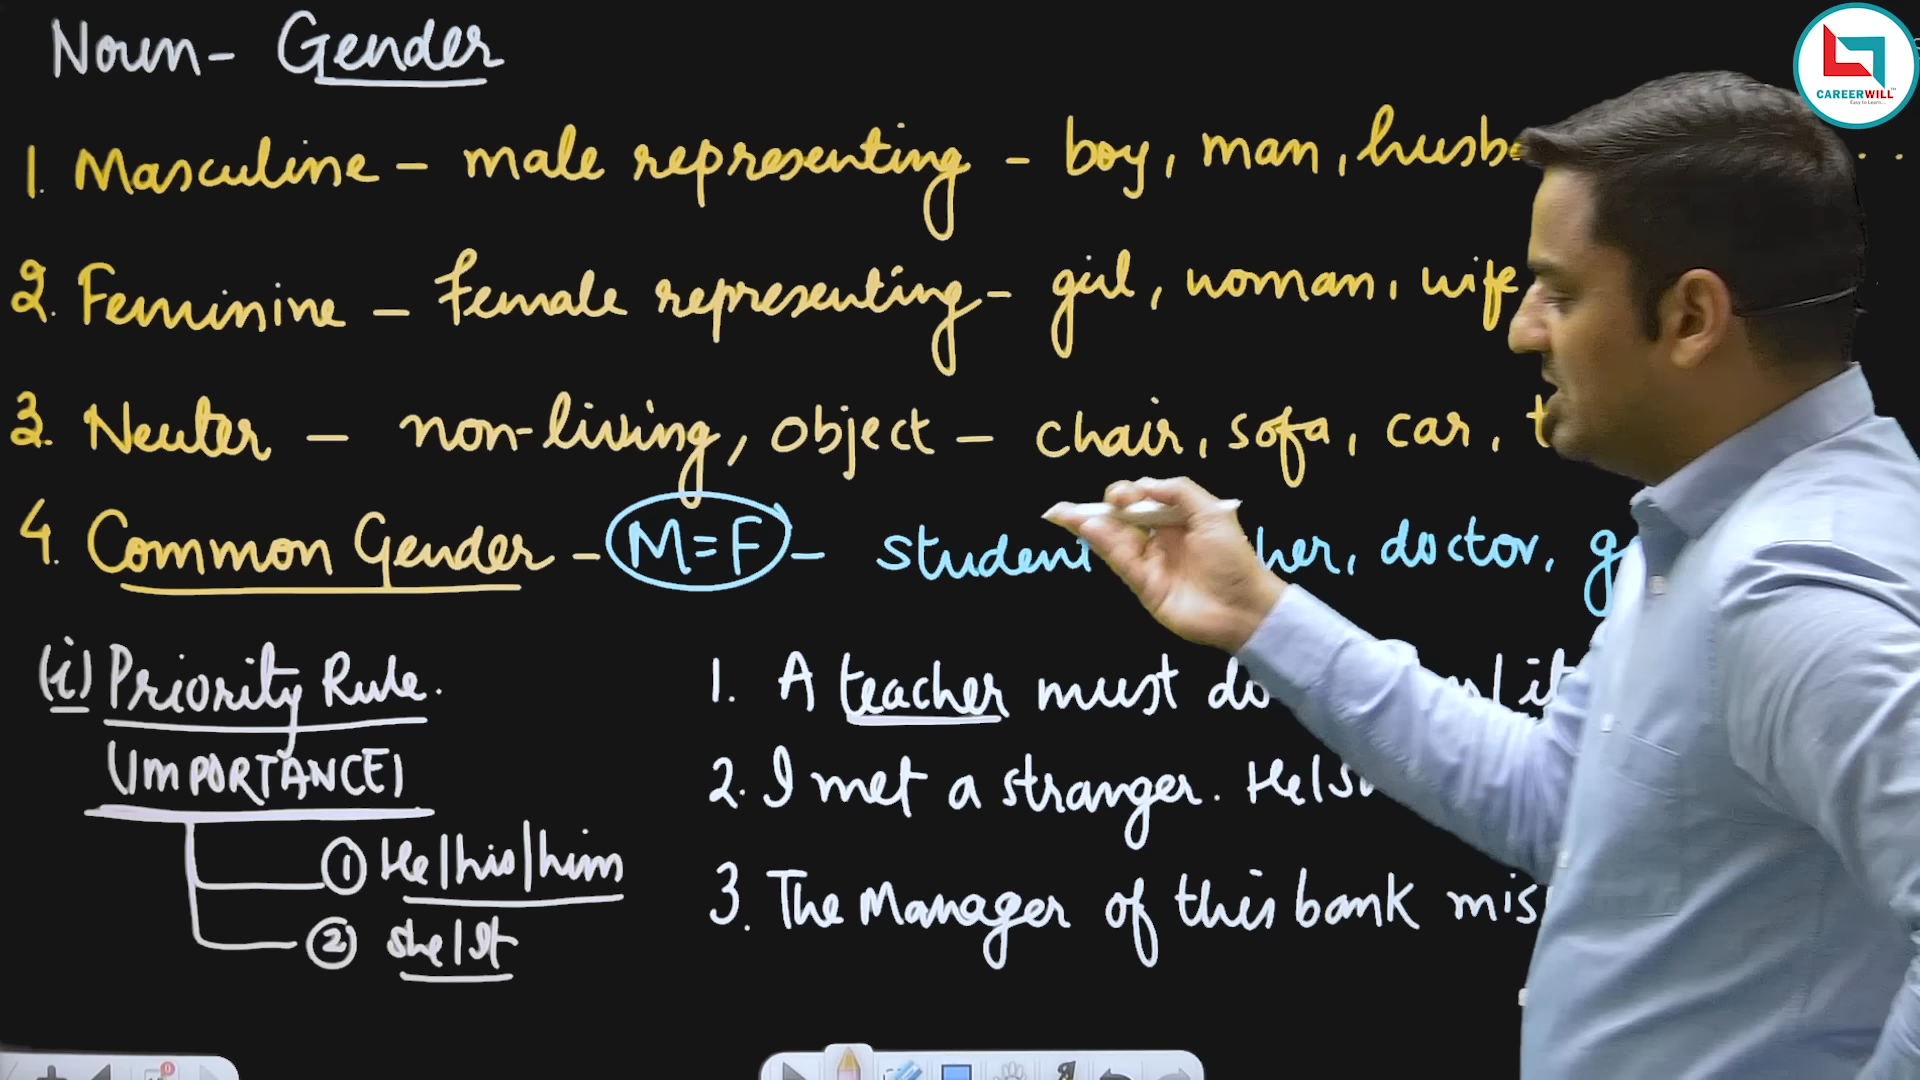 Noun - Gender
CAREERWILL
1. Masculine - male representing - boy, man, husb
2. Feminine - Female representing - girl, woman, wife
3. Neuter - non-living, object - chair, sofa, car,
4. Common Gender - M=F - student her, doctor,
(i) Priority Rule.
(IMPORTANCE)
① He/his/him
② she/It
1. A teacher must do
2. I met a stranger. He/
3. The Manager of this bank mis